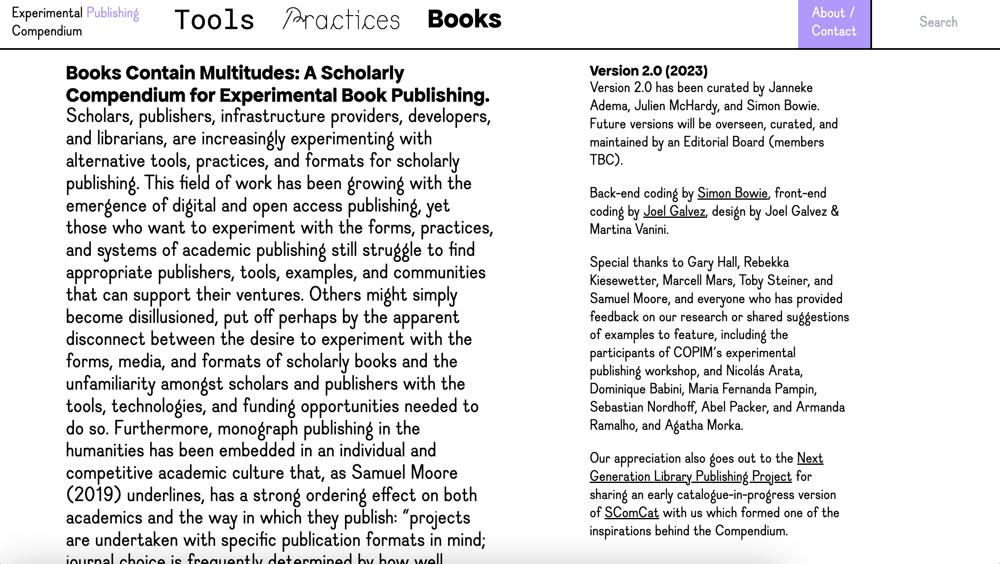 Experimental Publishing
Compendium
Tools
Practices
Books
About /
Contact
Search
Books Contain Multitudes: A Scholarly
Compendium for Experimental Book Publishing.
Scholars, publishers, infrastructure providers, developers,
and librarians, are increasingly experimenting with
alternative tools, practices, and formats for scholarly
publishing. This field of work has been growing with the
emergence of digital and open access publishing, yet
those who want to experiment with the forms, practices,
and systems of academic publishing still struggle to find
appropriate publishers, tools, examples, and communities
that can support their ventures. Others might simply
become disillusioned, put off perhaps by the apparent
disconnect between the desire to experiment with the
forms, media, and formats of scholarly books and the
unfamiliarity amongst scholars and publishers with the
tools, technologies, and funding opportunities needed to
do so. Furthermore, monograph publishing in the
humanities has been embedded in an individual and
competitive academic culture that, as Samuel Moore
(2019) underlines, has a strong ordering effect on both
academics and the way in which they publish: “projects
are undertaken with specific publication formats in mind;
journal choice is frequently determined by how well
Version 2.0 (2023)
Version 2.0 has been curated by Janneke
Adema, Julien McHardy, and Simon Bowie.
Future versions will be overseen, curated, and
maintained by an Editorial Board (members
TBC).
Back-end coding by Simon Bowie, front-end
coding by Joel Galvez, design by Joel Galvez &
Martina Vanini.
Special thanks to Gary Hall, Rebekka
Kiesewetter, Marcell Mars, Toby Steiner, and
Samuel Moore, and everyone who has provided
feedback on our research or shared suggestions
of examples to feature, including the
participants of COPIM’s experimental
publishing workshop, and Nicolás Arata,
Dominique Babini, Maria Fernanda Pampin,
Sebastian Nordhoff, Abel Packer, and Armanda
Ramalho, and Agatha Morka.
Our appreciation also goes out to the Next
Generation Library Publishing Project for
sharing an early catalogue-in-progress version
of SComCat with us which formed one of the
inspirations behind the Compendium.